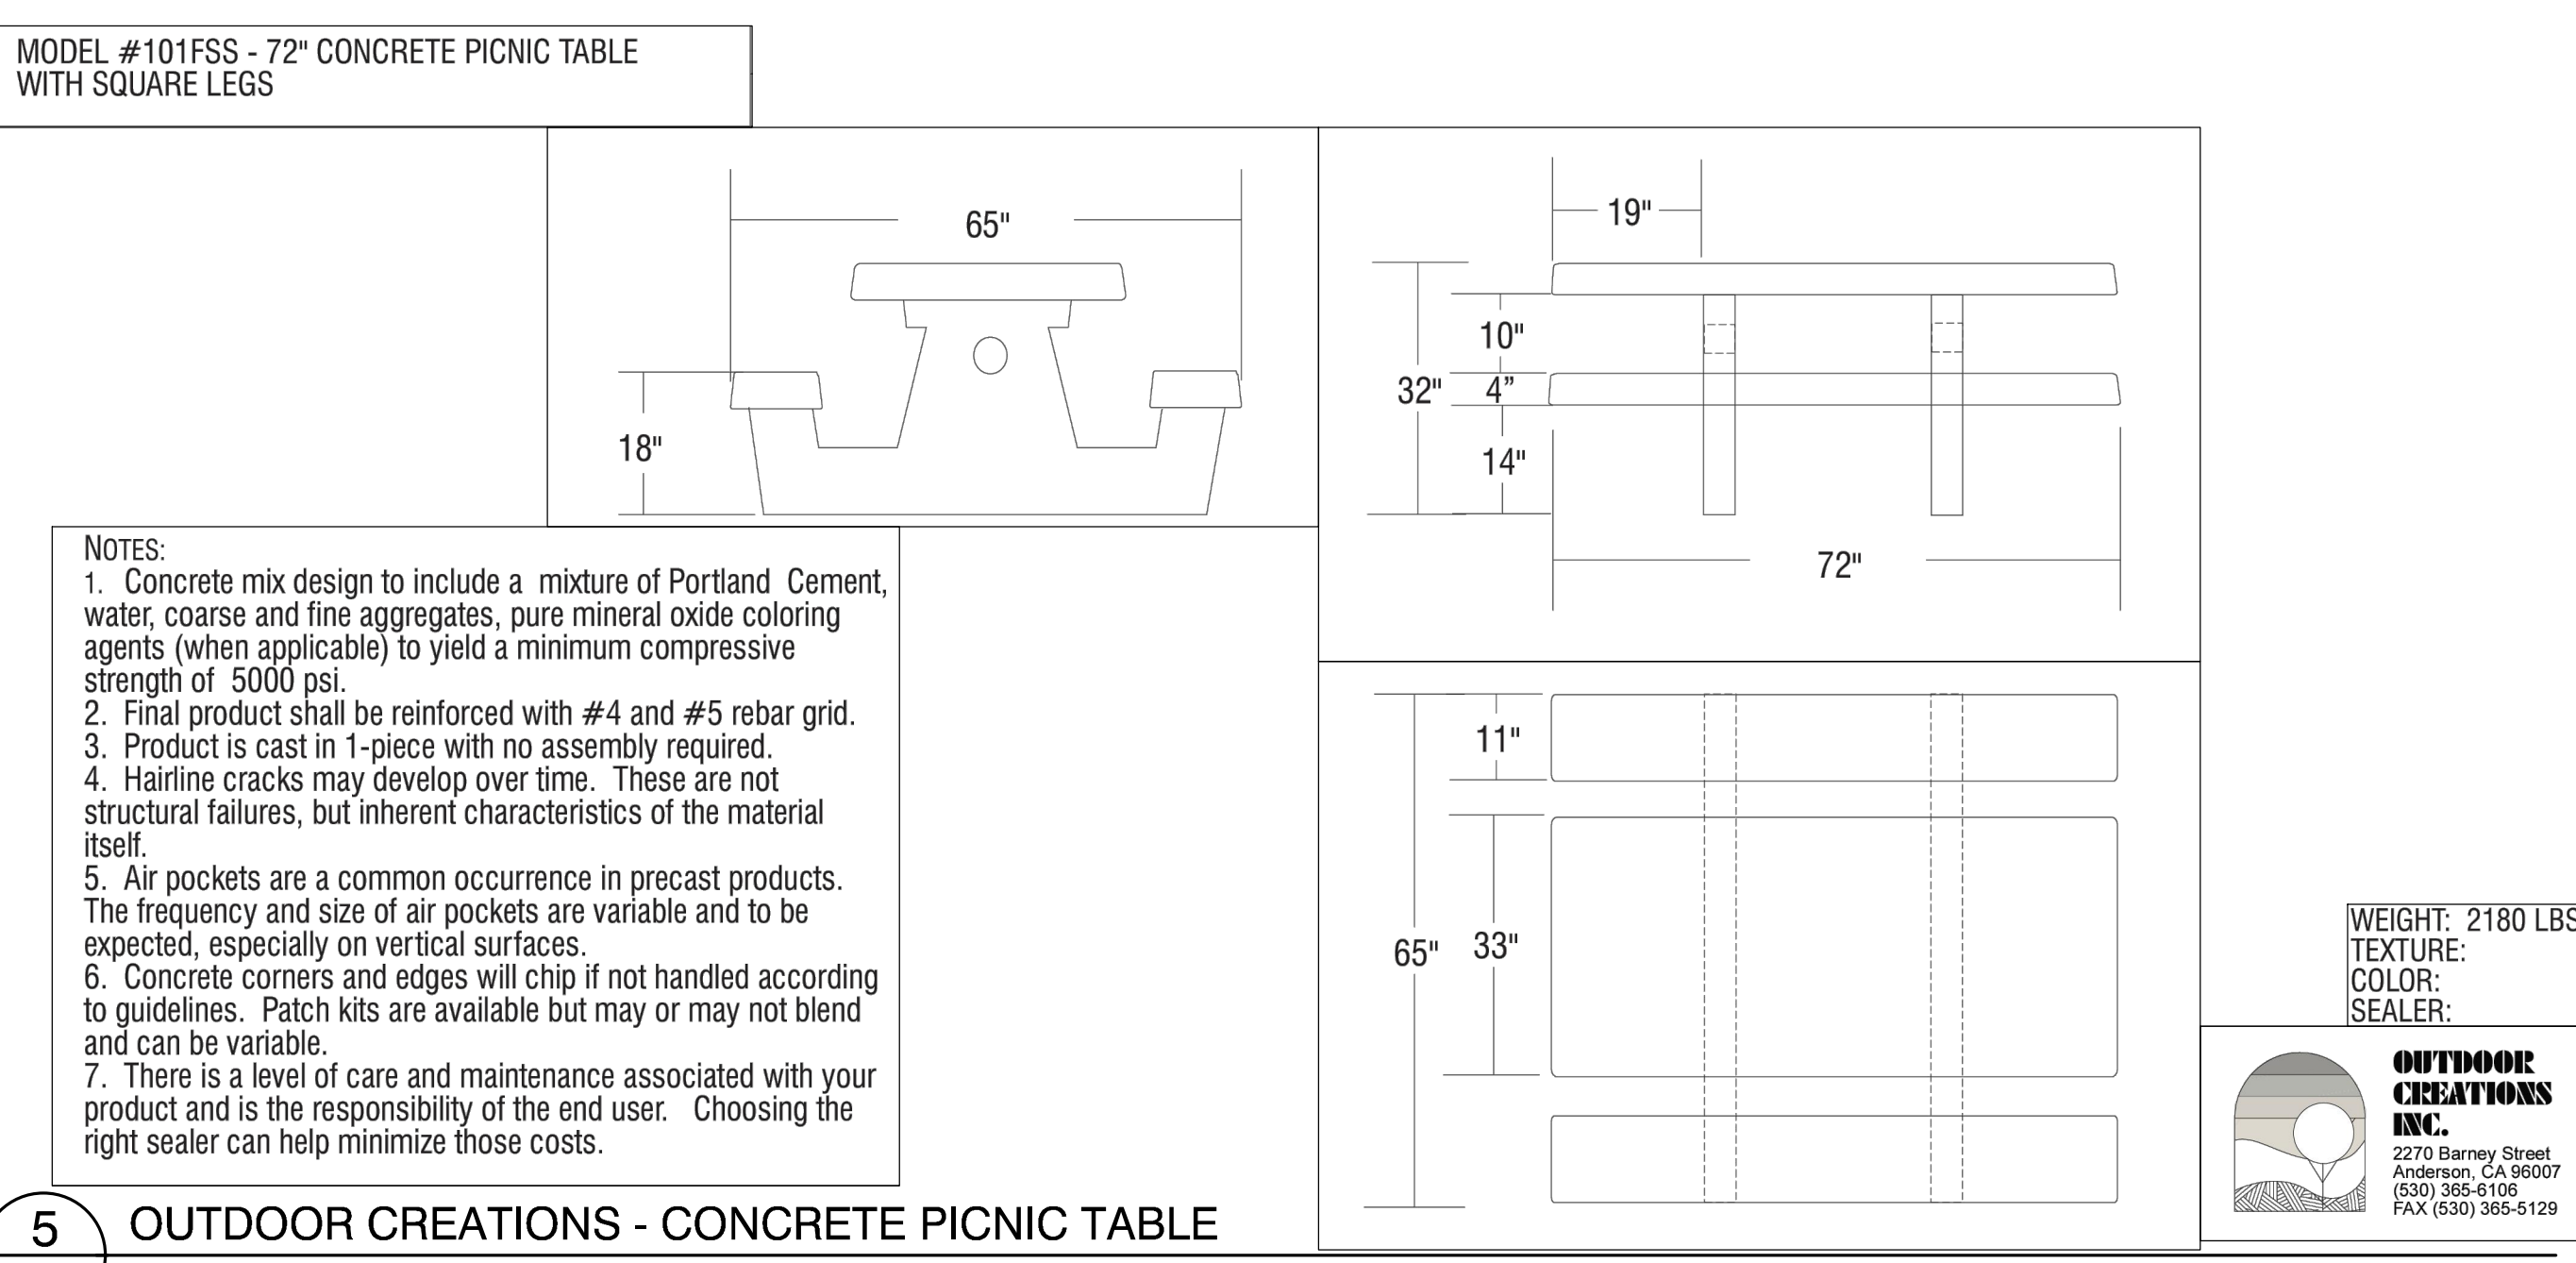 MODEL #101FSS - 72" CONCRETE PICNIC TABLE
WITH SQUARE LEGS
65"
18"
19"
10"
32"
4”
14"
72"
NOTES:
1. Concrete mix design to include a mixture of Portland Cement,
water, coarse and fine aggregates, pure mineral oxide coloring
agents (when applicable) to yield a minimum compressive
strength of 5000 psi.
2. Final product shall be reinforced with #4 and #5 rebar grid.
3. Product is cast in 1-piece with no assembly required.
4. Hairline cracks may develop over time. These are not
structural failures, but inherent characteristics of the material
itself.
5. Air pockets are a common occurrence in precast products.
The frequency and size of air pockets are variable and to be
expected, especially on vertical surfaces.
6. Concrete corners and edges will chip if not handled according
to guidelines. Patch kits are available but may or may not blend
and can be variable.
7. There is a level of care and maintenance associated with your
product and is the responsibility of the end user. Choosing the
right sealer can help minimize those costs.
11"
65"
33"
WEIGHT: 2180 LBS
TEXTURE:
COLOR:
SEALER:
OUTDOOR
CREATIONS
INC.
2270 Barney Street
Anderson, CA 96007
(530) 365-6106
FAX (530) 365-5129
5
OUTDOOR CREATIONS - CONCRETE PICNIC TABLE